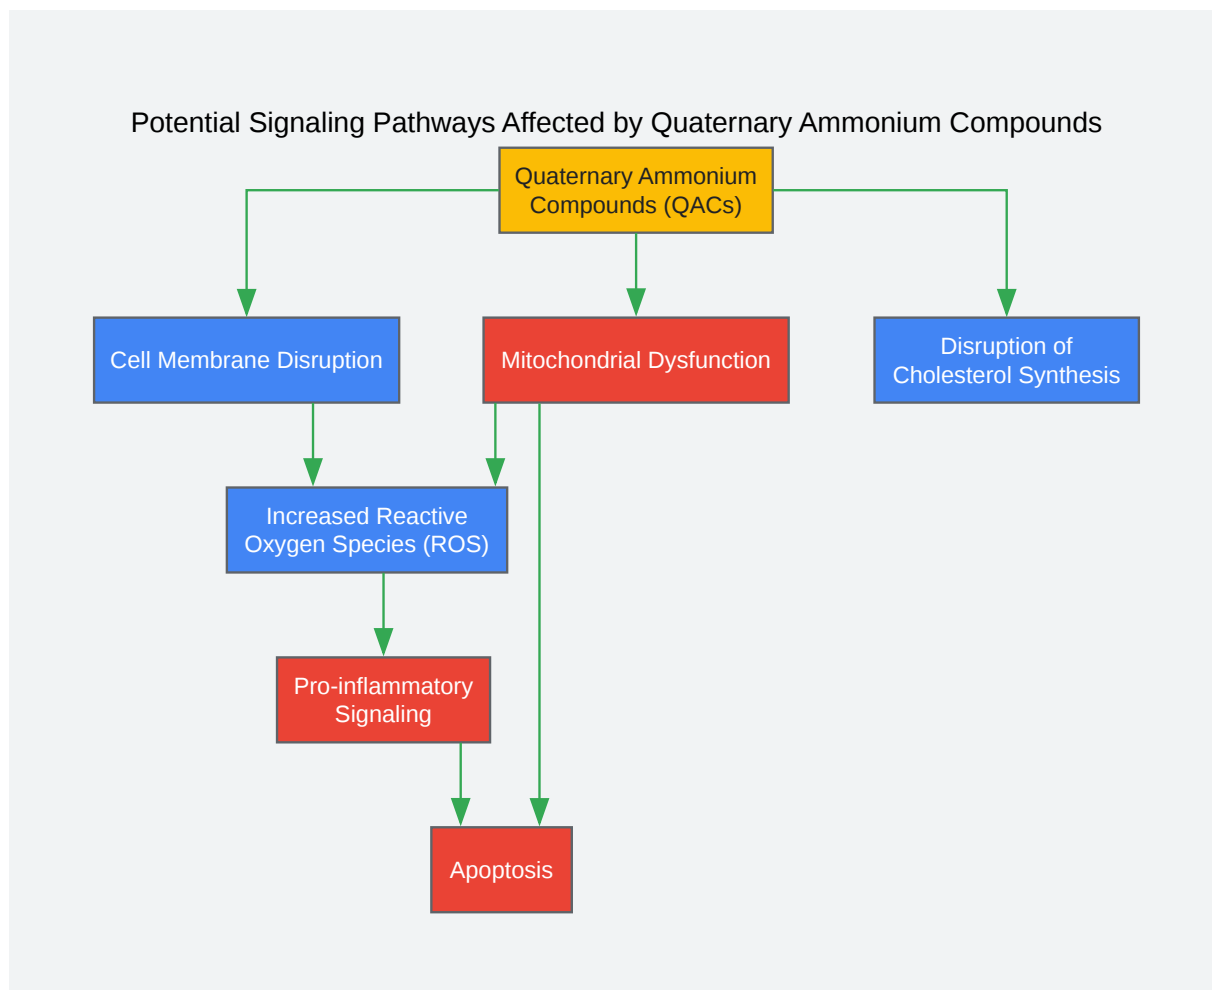 Potential Signaling Pathways Affected by Quaternary Ammonium Compounds
Quaternary Ammonium
Compounds (QACs)
Cell Membrane Disruption
Mitochondrial Dysfunction
Disruption of
Cholesterol Synthesis
Increased Reactive
Oxygen Species (ROS)
Pro-inflammatory
Signaling
Apoptosis